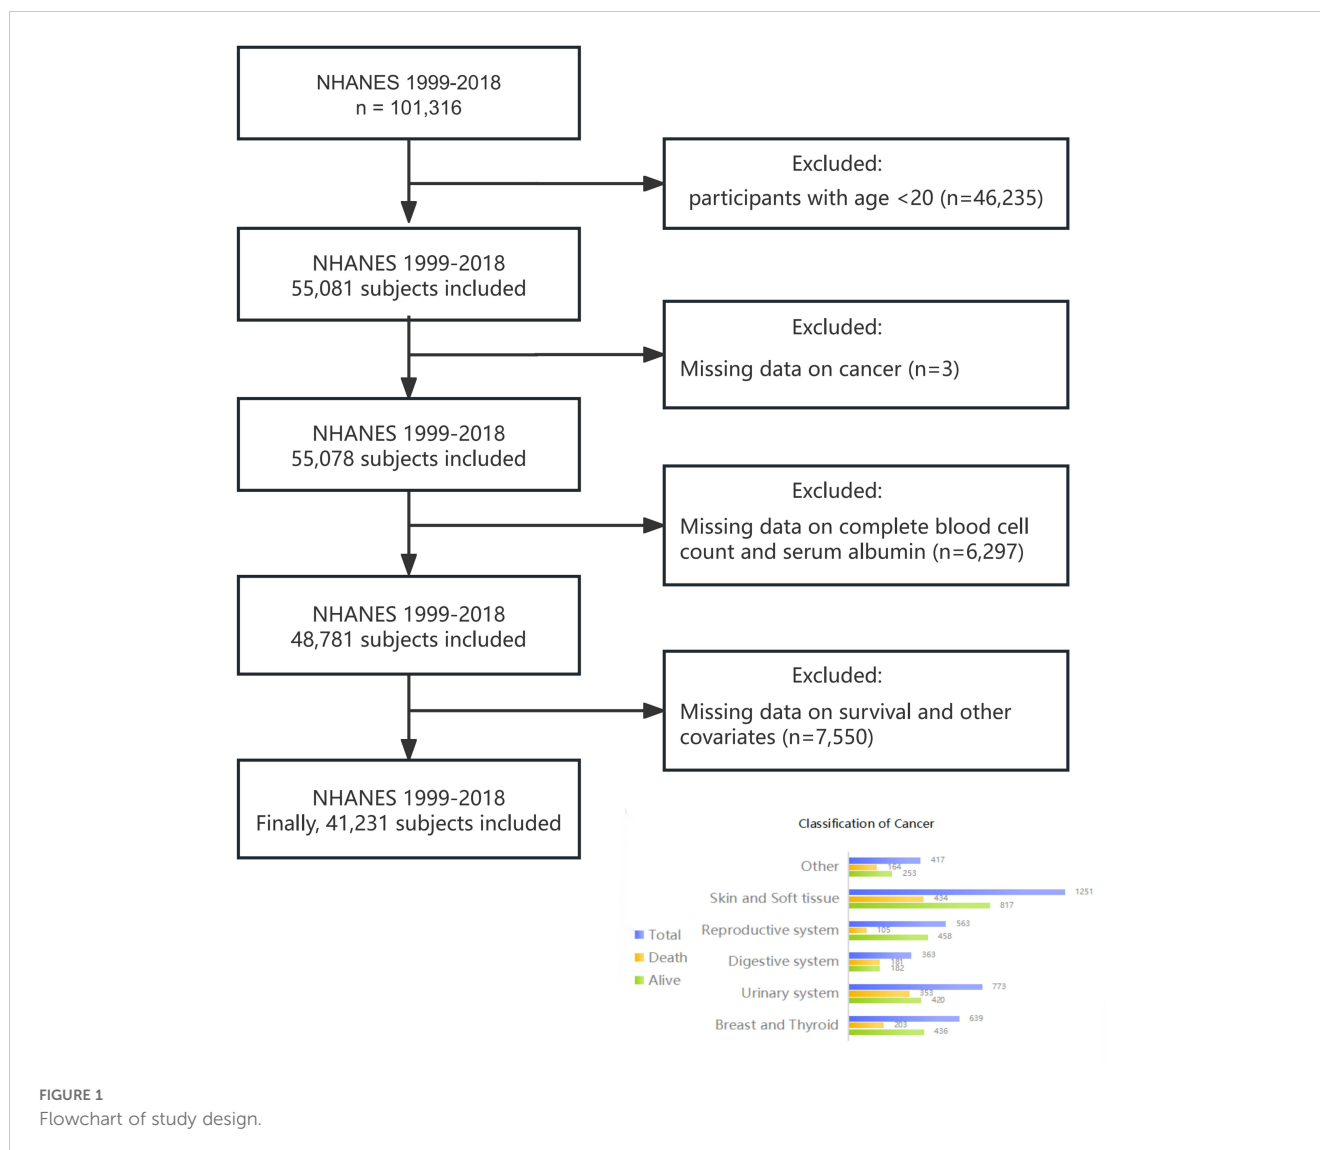 NHANES 1999-2018
n = 101,316
Excluded:
participants with age <20 (n=46,235)
NHANES 1999-2018
55,081 subjects included
Excluded:
Missing data on cancer (n=3)
NHANES 1999-2018
55,078 subjects included
Excluded:
Missing data on complete blood cell
count and serum albumin (n=6,297)
NHANES 1999-2018
48,781 subjects included
Excluded:
Missing data on survival and other
covariates (n=7,550)
NHANES 1999-2018
Finally, 41,231 subjects included
Classification of Cancer
Total
Death
Alive
Other
417
164
253
Skin and Soft tissue
1251
434
817
Reproductive system
563
105
458
Digestive system
363
181
182
Urinary system
773
353
420
Breast and Thyroid
639
203
436
FIGURE 1
Flowchart of study design.